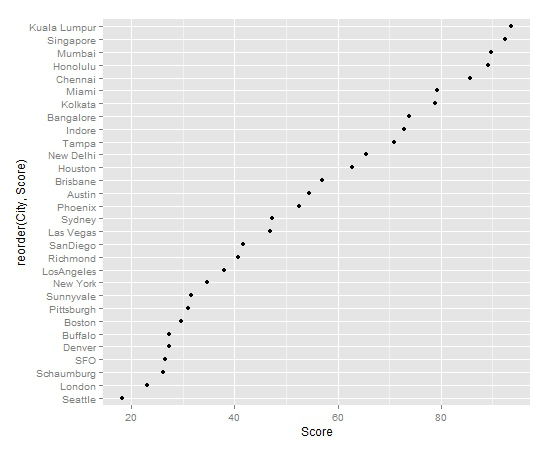 Kuala Lumpur
Singapore
Mumbai
Honolulu
Chennai
Miami
Kolkata
Bangalore
Indore
Tampa
New Delhi
Houston
Brisbane
Austin
Phoenix
Sydney
Las Vegas
SanDiego
Richmond
LosAngeles
New York
Sunnyvale
Pittsburgh
Boston
Buffalo
Denver
SFO
Schaumburg
London
Seattle
reorder(City, Score)
20 40 60 80
Score